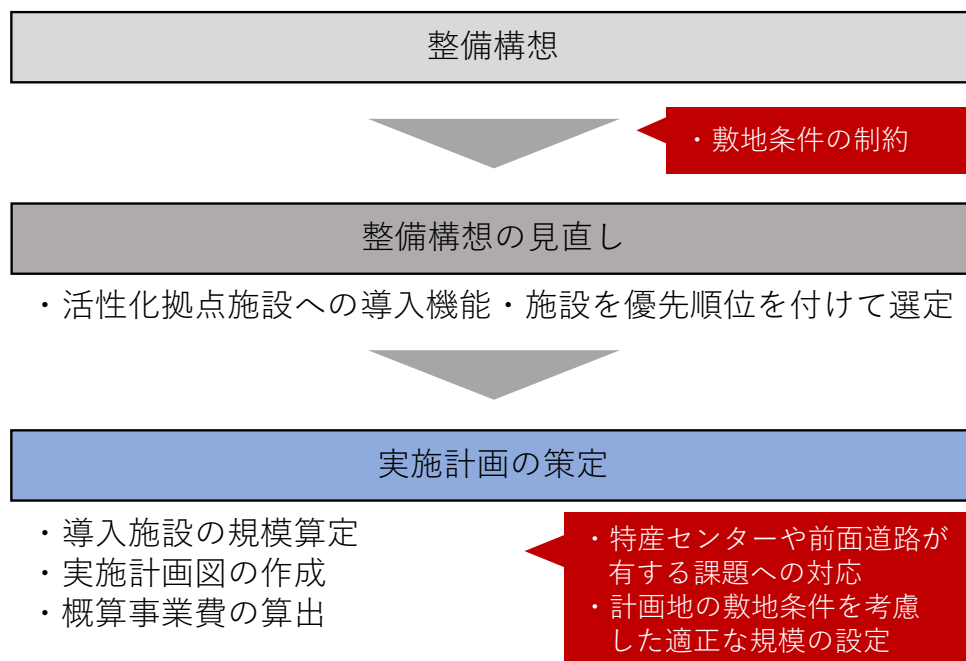 整備構想
・敷地条件の制約
整備構想の見直し
・活性化拠点施設への導入機能・施設を優先順位を付けて選定
実施計画の策定
・導入施設の規模算定
・実施計画図の作成
・概算事業費の算出
・特産センターや前面道路が
有する課題への対応
・計画地の敷地条件を考慮
した適正な規模の設定